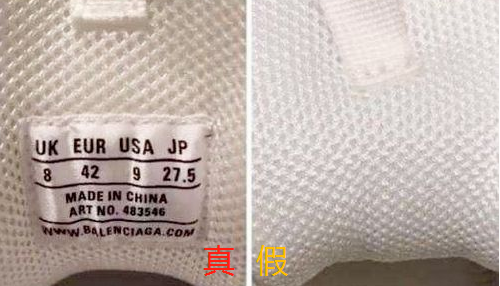 UK EUR USA JP
8 42 9 27.5
MADE IN CHINA
ART NO. 483546
WWW.BALENCIAGA.COM
真 假